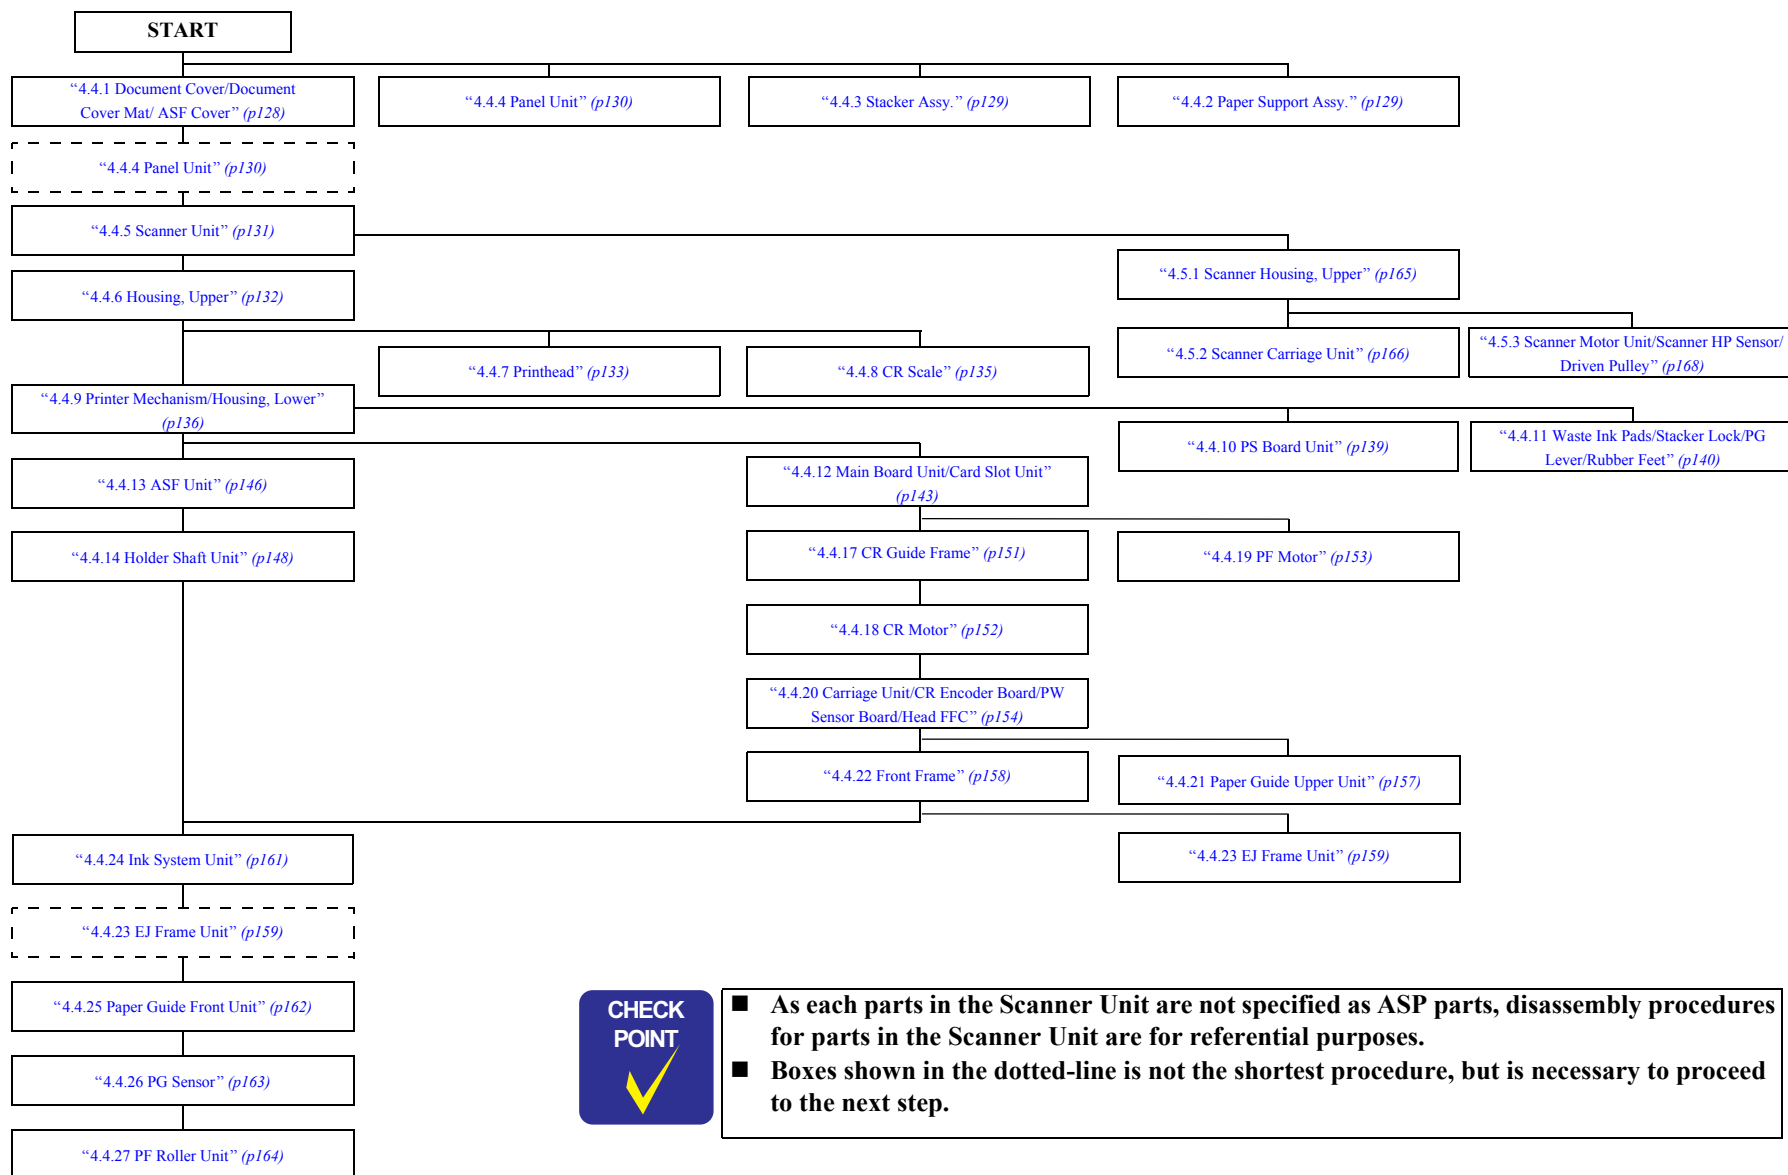 START
“4.4.1 Document Cover/Document
Cover Mat/ ASF Cover” (p128)
“4.4.4 Panel Unit” (p130)
“4.4.3 Stacker Assy.” (p129)
“4.4.2 Paper Support Assy.” (p129)
“4.4.4 Panel Unit” (p130)
“4.4.5 Scanner Unit” (p131)
“4.5.1 Scanner Housing, Upper” (p165)
“4.4.6 Housing, Upper” (p132)
“4.5.2 Scanner Carriage Unit” (p166)
“4.5.3 Scanner Motor Unit/Scanner HP Sensor/
Driven Pulley” (p168)
“4.4.7 Printhead” (p133)
“4.4.8 CR Scale” (p135)
“4.4.9 Printer Mechanism/Housing, Lower”
(p136)
“4.4.10 PS Board Unit” (p139)
“4.4.11 Waste Ink Pads/Stacker Lock/PG
Lever/Rubber Feet” (p140)
“4.4.13 ASF Unit” (p146)
“4.4.12 Main Board Unit/Card Slot Unit”
(p143)
“4.4.14 Holder Shaft Unit” (p148)
“4.4.17 CR Guide Frame” (p151)
“4.4.19 PF Motor” (p153)
“4.4.18 CR Motor” (p152)
“4.4.20 Carriage Unit/CR Encoder Board/PW
Sensor Board/Head FFC” (p154)
“4.4.22 Front Frame” (p158)
“4.4.21 Paper Guide Upper Unit” (p157)
“4.4.24 Ink System Unit” (p161)
“4.4.23 EJ Frame Unit” (p159)
“4.4.23 EJ Frame Unit” (p159)
“4.4.25 Paper Guide Front Unit” (p162)
“4.4.26 PG Sensor” (p163)
“4.4.27 PF Roller Unit” (p164)
CHECK
POINT
■ As each parts in the Scanner Unit are not specified as ASP parts, disassembly procedures
for parts in the Scanner Unit are for referential purposes.
■ Boxes shown in the dotted-line is not the shortest procedure, but is necessary to proceed
to the next step.